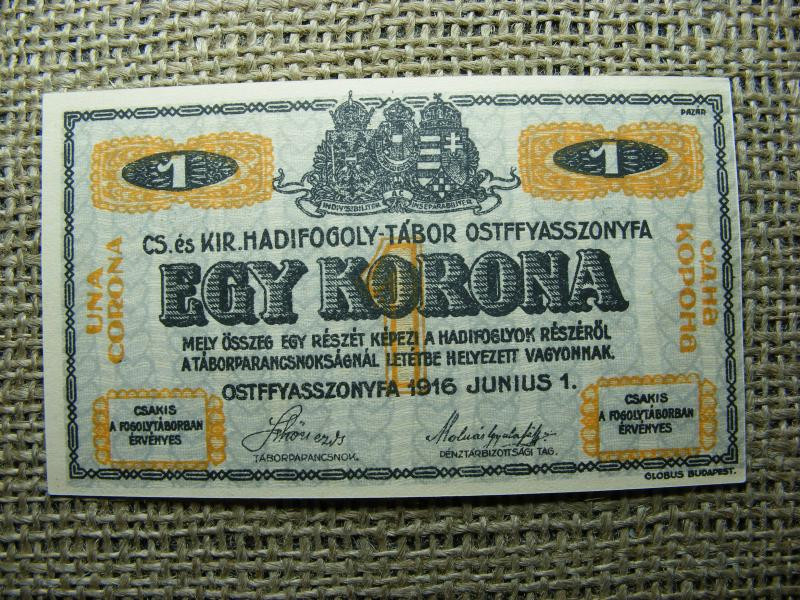 PAZÁR
1
1
INDIVISIBILITER AC INSEPARABILITER
CS. és KIR. HADIFOGOLY-TÁBOR OSTFFYASSZONYFA
UNA
CORONA
EGY KORONA
1
ОДНА
КОРОНА
MELY ÖSSZEG EGY RÉSZÉT KÉPEZI A HADIFOGLYOK RÉSZÉRŐL
A TÁBORPARANCSNOKSÁGNÁL LETÉTBE HELYEZETT VAGYONNAK.
OSTFFYASSZONYFA 1916 JUNIUS 1.
CSAKIS
A FOGOLYTÁBORBAN
ÉRVÉNYES
CSAKIS
A FOGOLYTÁBORBAN
ÉRVÉNYES
TÁBORPARANCSNOK.
PÉNZTÁRBIZOTTSÁGI TAG.
GLOBUS BUDAPEST.